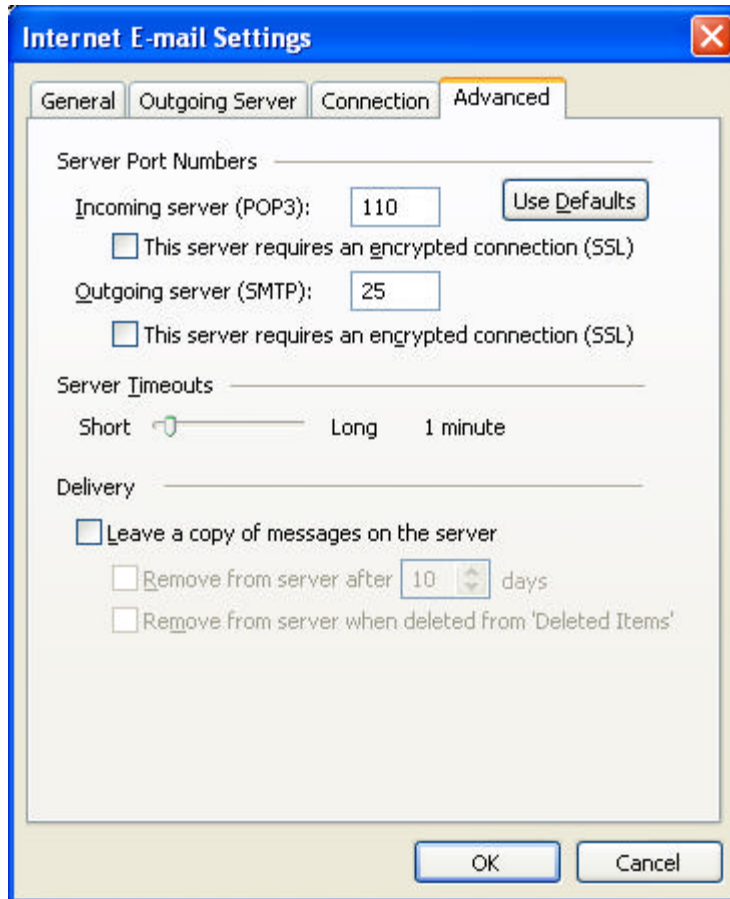 Internet E-mail Settings
General Outgoing Server Connection Advanced
Server Port Numbers
Incoming server (POP3): 110 Use Defaults
This server requires an encrypted connection (SSL)
Outgoing server (SMTP): 25
This server requires an encrypted connection (SSL)
Server Timeouts
Short Long 1 minute
Delivery
Leave a copy of messages on the server
Remove from server after 10 days
Remove from server when deleted from 'Deleted Items'
OK Cancel